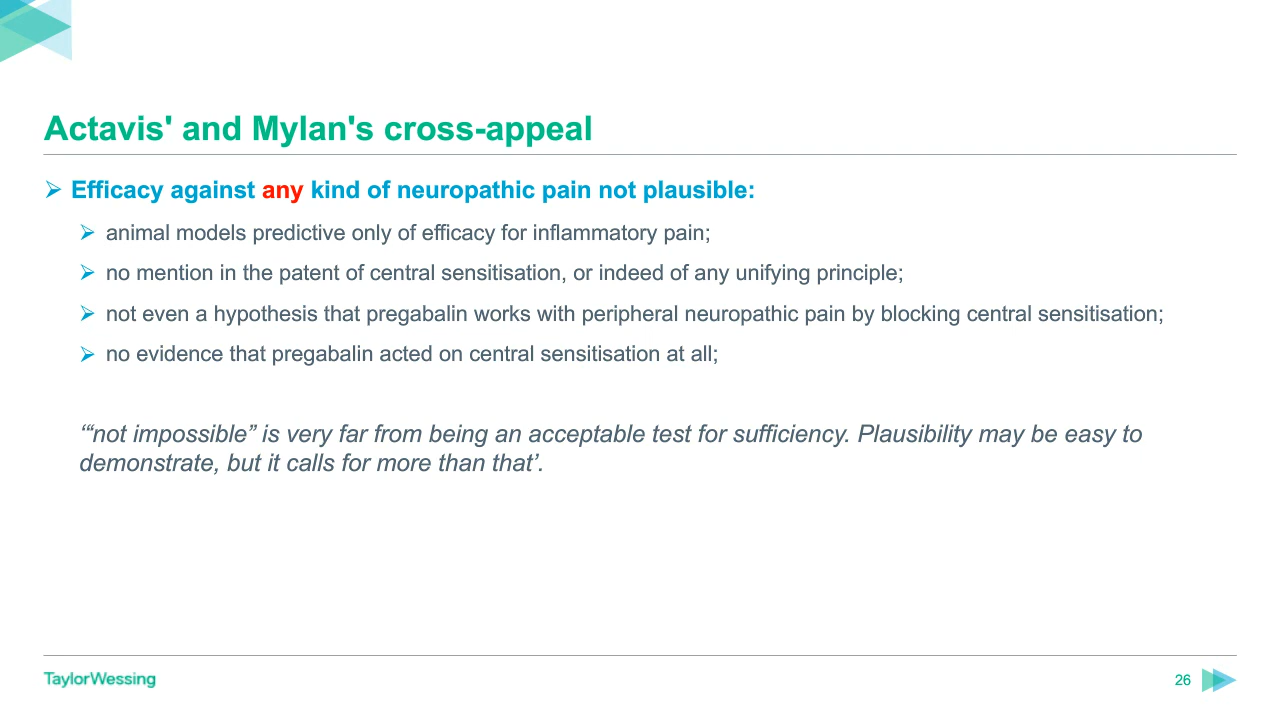 Actavis' and Mylan's cross-appeal
Efficacy against any kind of neuropathic pain not plausible:
animal models predictive only of efficacy for inflammatory pain;
no mention in the patent of central sensitisation, or indeed of any unifying principle;
not even a hypothesis that pregabalin works with peripheral neuropathic pain by blocking central sensitisation;
no evidence that pregabalin acted on central sensitisation at all;
‘“not impossible” is very far from being an acceptable test for sufficiency. Plausibility may be easy to
demonstrate, but it calls for more than that’.
TaylorWessing
26